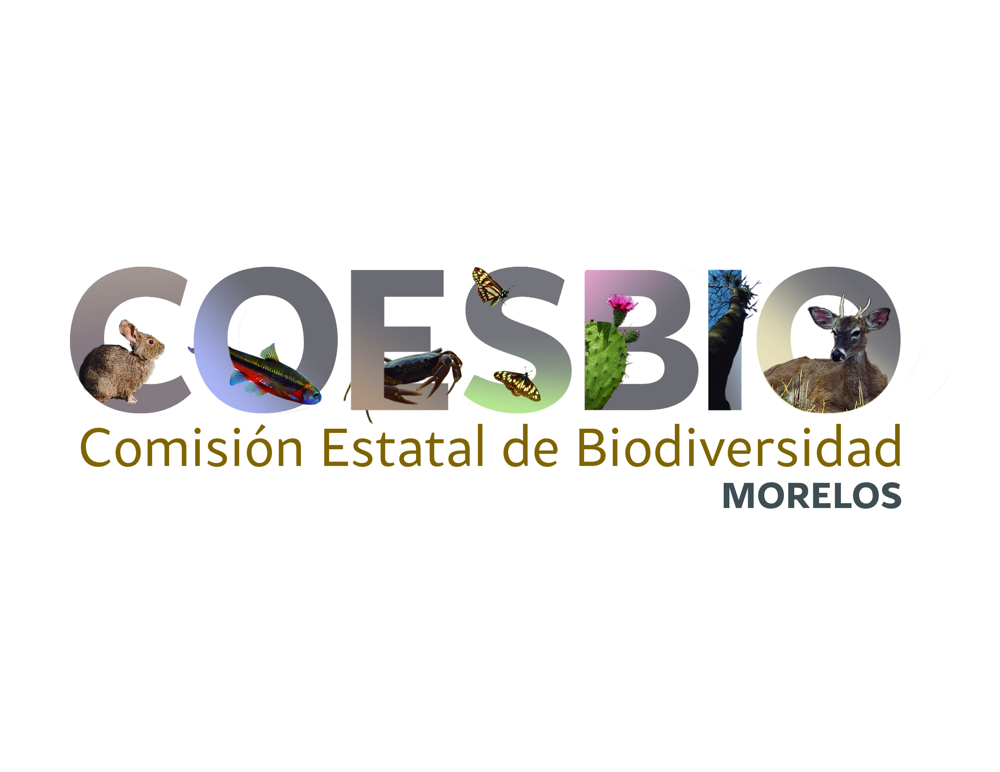 COESBIO
Comisión Estatal de Biodiversidad
MORELOS